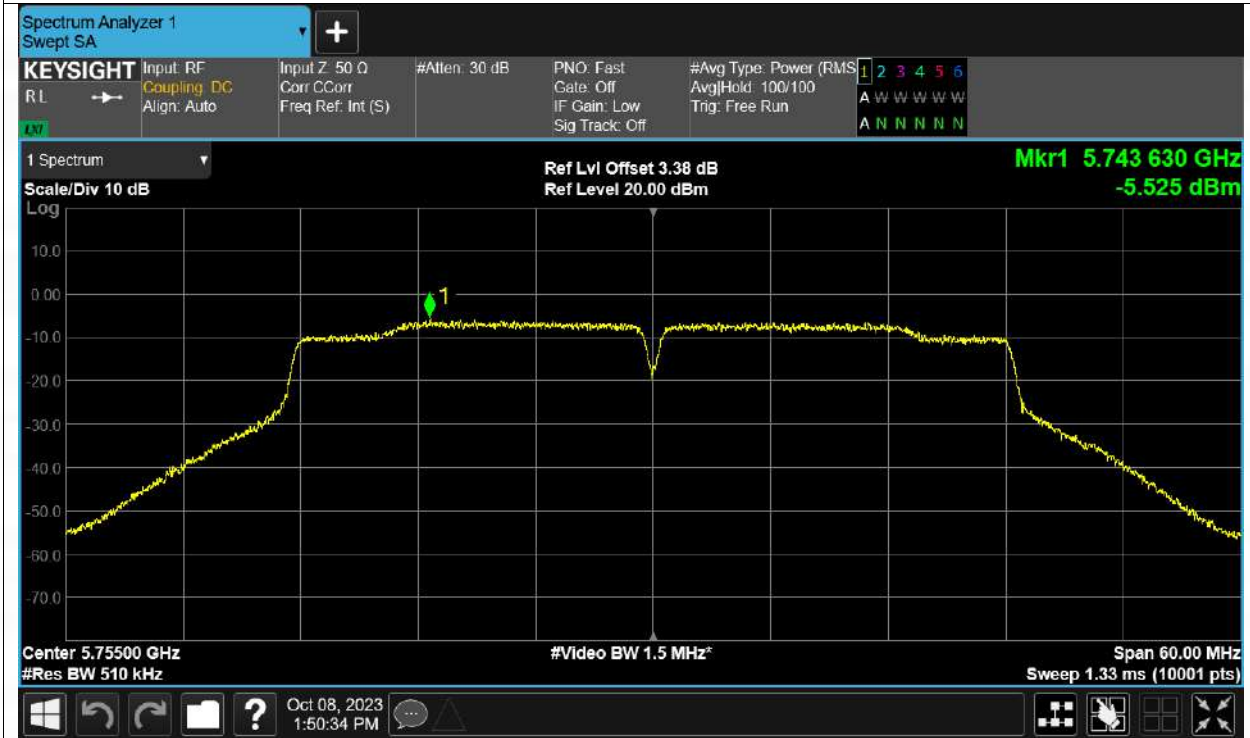 Spectrum Analyzer 1
Swept SA
+
KEYSIGHT
RL
LXI
Input: RF
Coupling: DC
Align: Auto
Input Z: 50 Ω
Corr CCorr
Freq Ref: Int (S)
#Atten: 30 dB
PNO: Fast
Gate: Off
IF Gain: Low
Sig Track: Off
#Avg Type: Power (RMS
Avg|Hold: 100/100
Trig: Free Run
1 2 3 4 5 6
A W W W W W
A N N N N N
1 Spectrum
Scale/Div 10 dB
Ref Lvl Offset 3.38 dB
Ref Level 20.00 dBm
Mkr1 5.743 630 GHz
-5.525 dBm
Log
10.0
0.00
-10.0
-20.0
-30.0
-40.0
-50.0
-60.0
-70.0
1
Center 5.75500 GHz
#Res BW 510 kHz
#Video BW 1.5 MHz*
Span 60.00 MHz
Sweep 1.33 ms (10001 pts)
?
Oct 08, 2023
1:50:34 PM